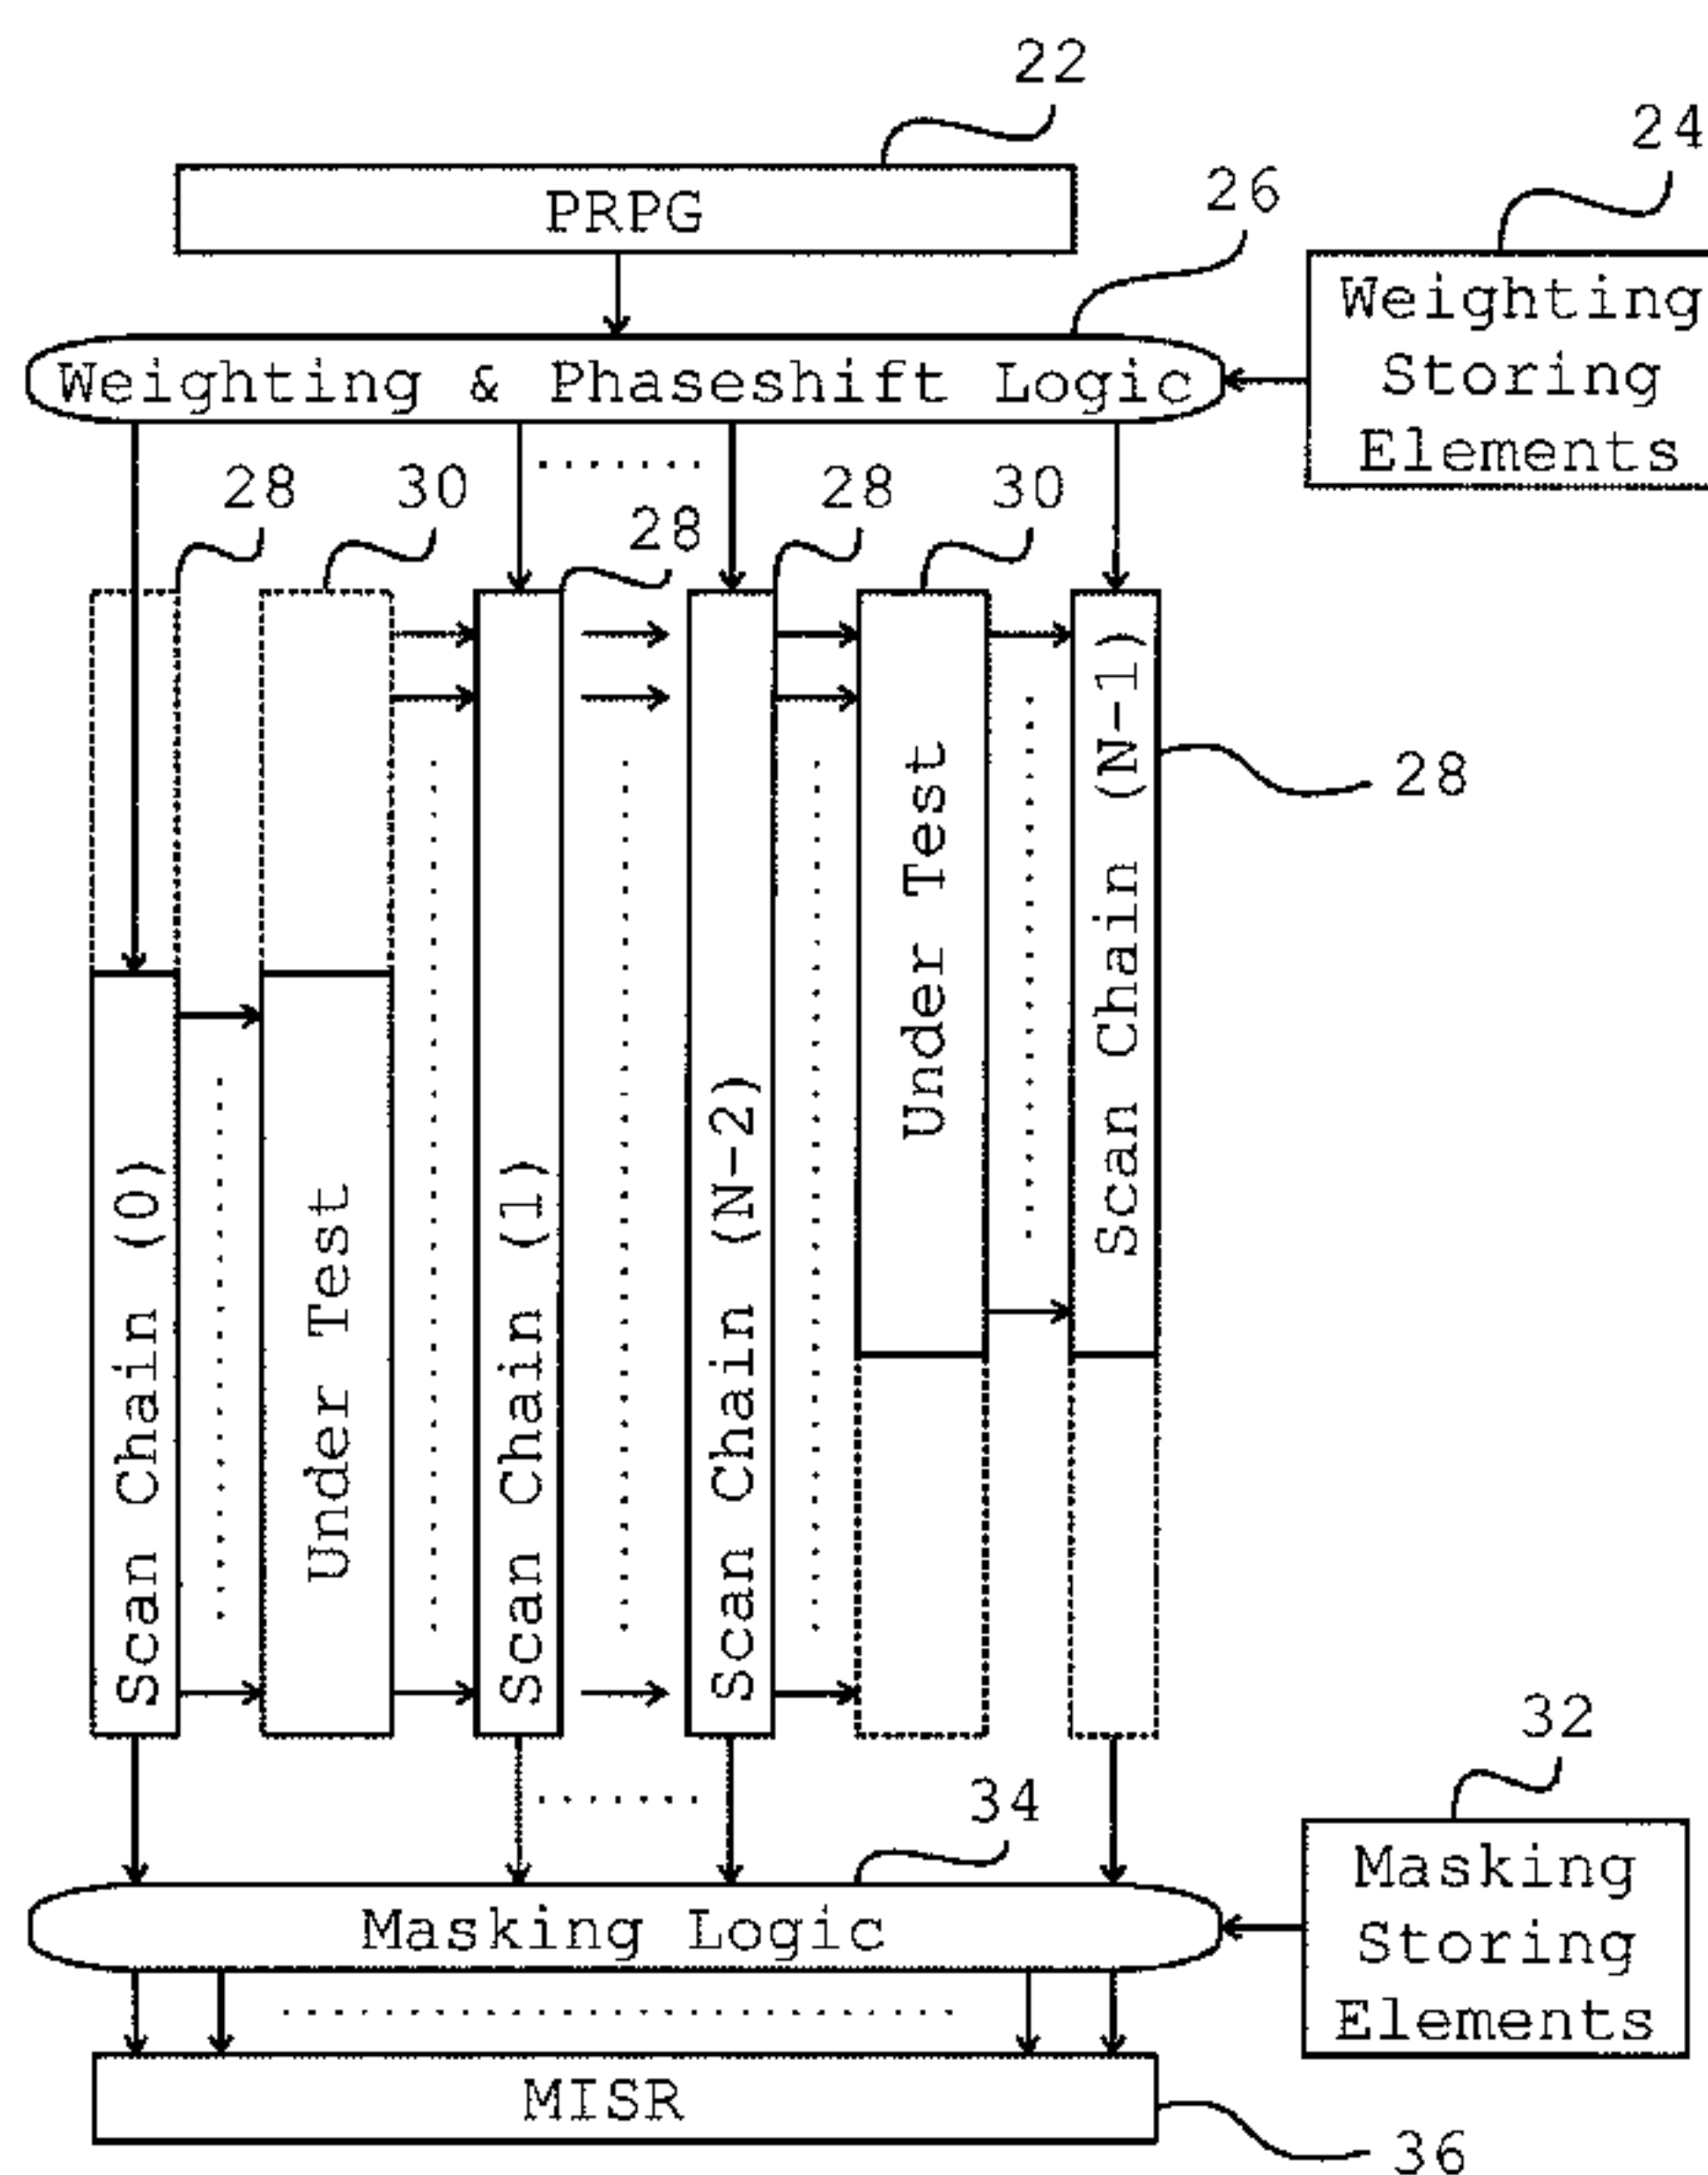 22
PRPG
24
26
Weighting
Storing
Elements
Weighting & Phaseshift Logic
28
30
28
28
30
28
Scan Chain (0)
Under Test
Scan Chain (1)
Scan Chain (N-2)
Under Test
Scan Chain (N-1)
32
34
Masking
Storing
Elements
Masking Logic
MISR
36